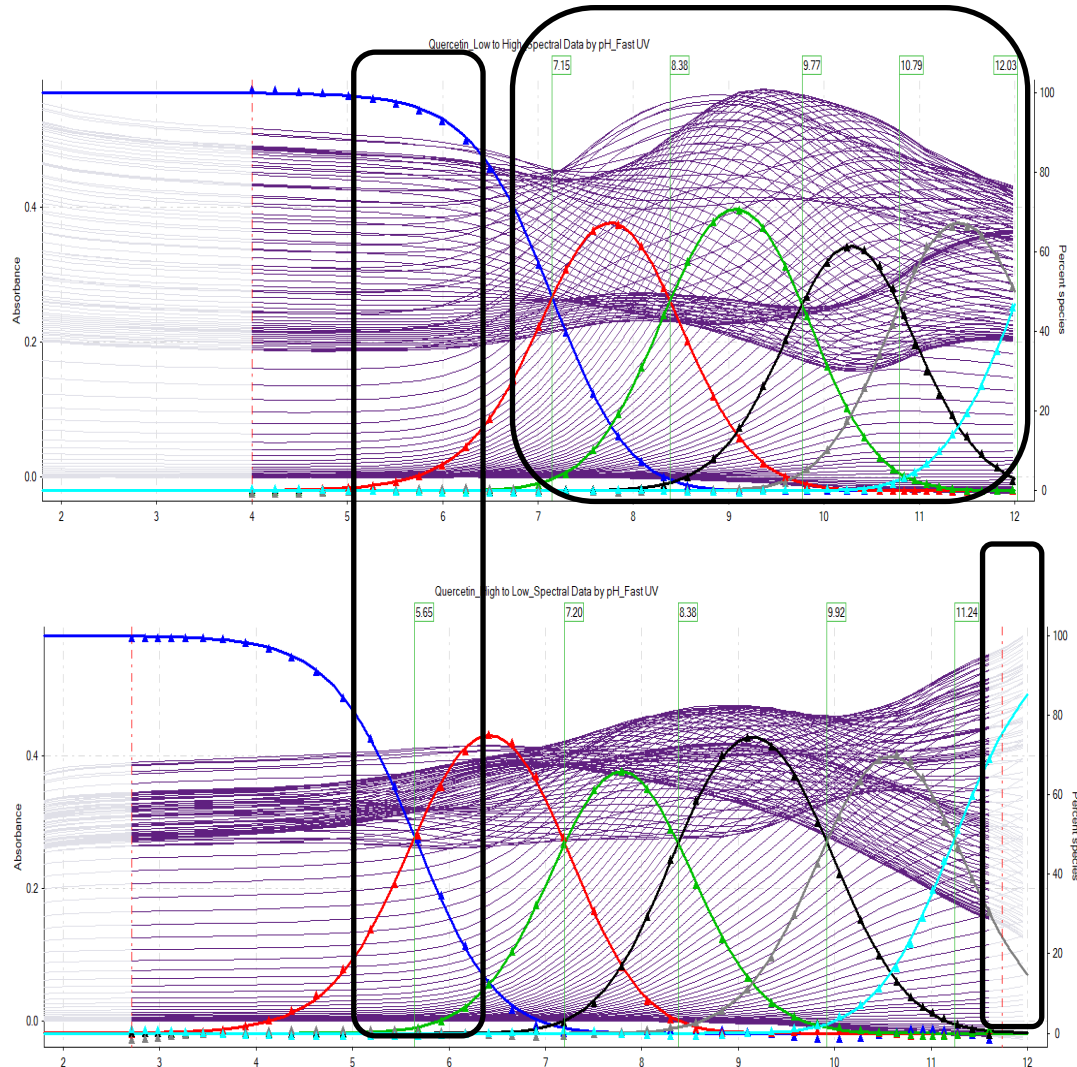 Quercetin_Low to High_Spectral Data by pH_Fast UV
7.15 8.38 9.77 10.79 12.03
100
80
60
40
20
0
0.4
0.2
0.0
Absorbance
Percent species
2 3 4 5 6 7 8 9 10 11 12
Quercetin_High to Low_Spectral Data by pH_Fast UV
5.65 7.20 8.38 9.92 11.24
100
80
60
40
20
0
0.4
0.2
0.0
Absorbance
Percent species
2 3 4 5 6 7 8 9 10 11 12